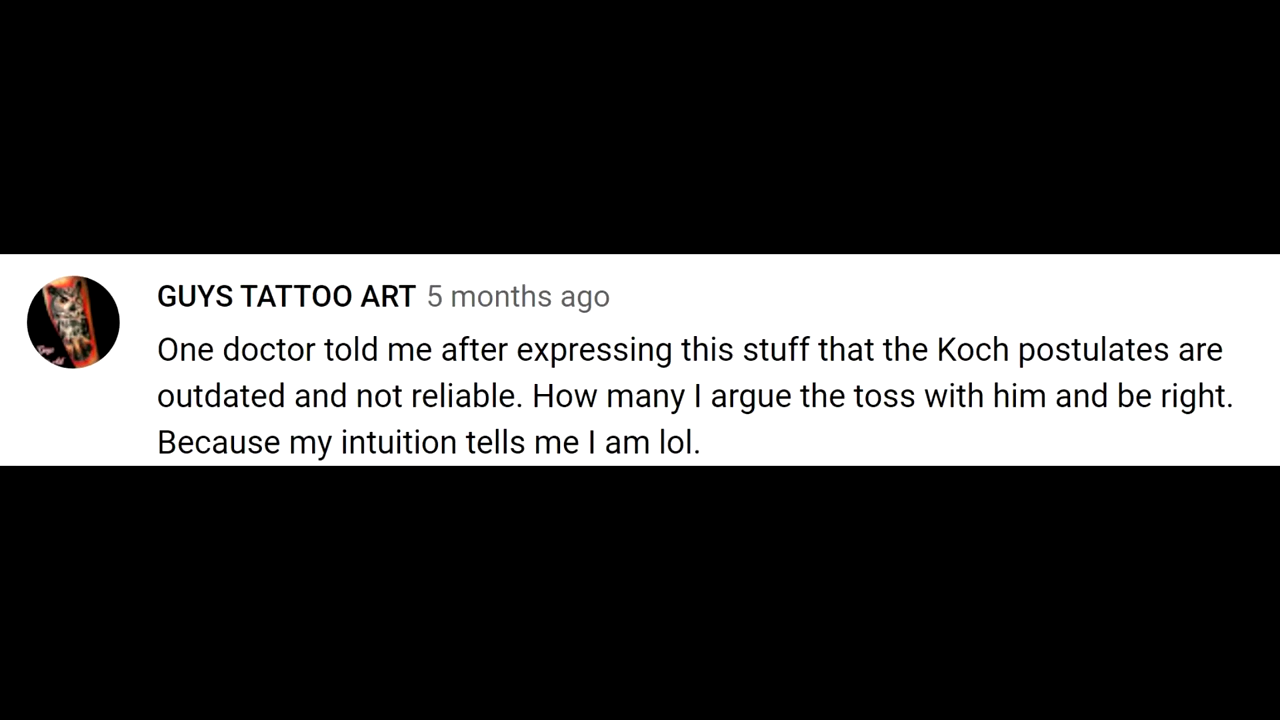 GUYS TATTOO ART 5 months ago
One doctor told me after expressing this stuff that the Koch postulates are
outdated and not reliable. How many I argue the toss with him and be right.
Because my intuition tells me I am lol.